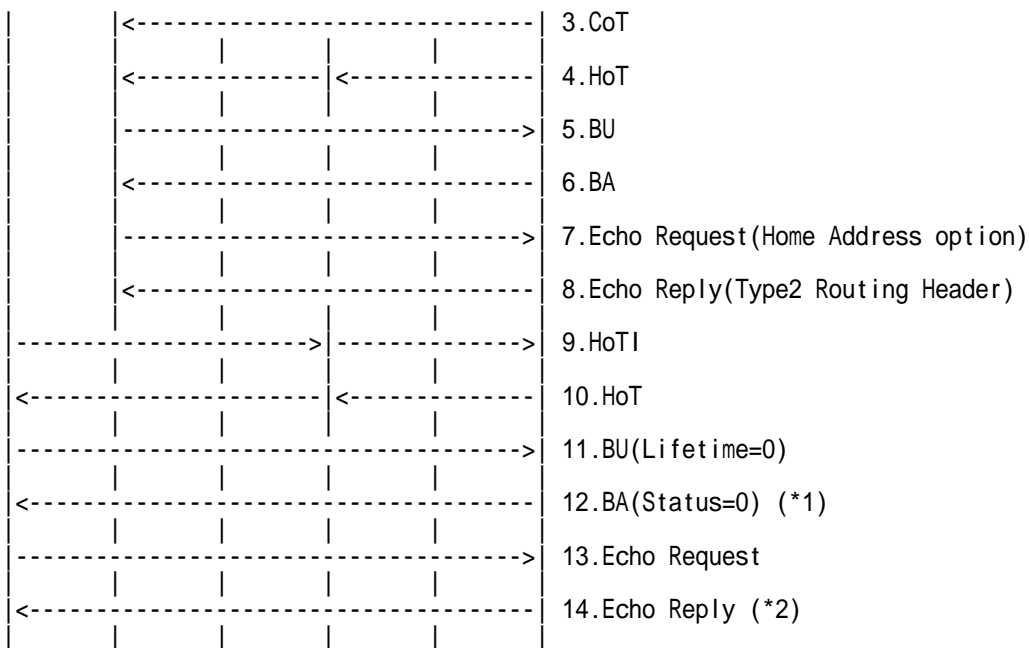 3.CoT
4.HoT
5.BU
6.BA
7.Echo Request(Home Address option)
8.Echo Reply(Type2 Routing Header)
9.HoTI
10.HoT
11.BU(Lifetime=0)
12.BA(Status=0) (*1)
13.Echo Request
14.Echo Reply (*2)